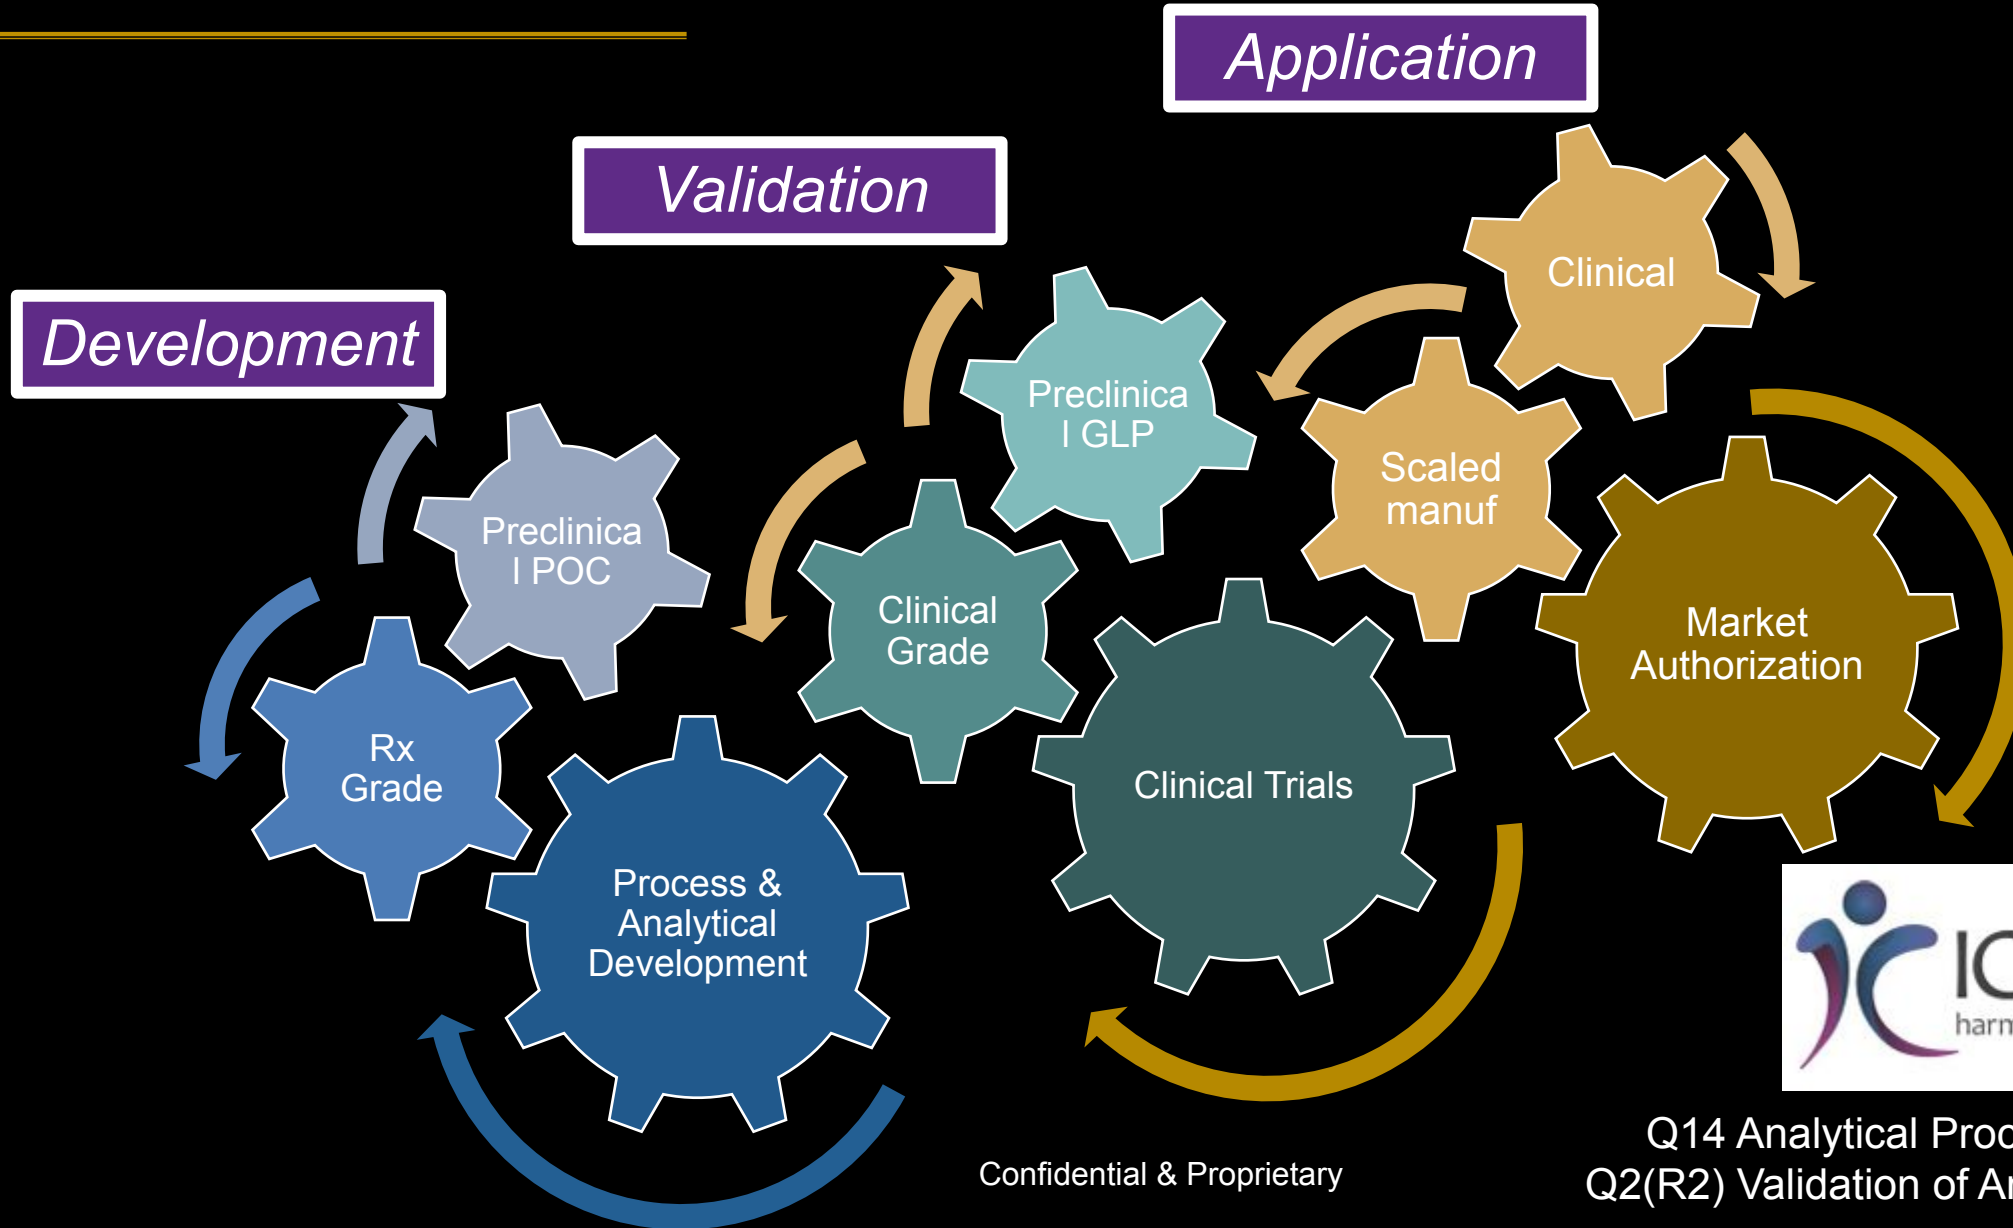 Application
Validation
Development
Clinical
Preclinica
l GLP
Scaled
manuf
Preclinica
l POC
Clinical
Grade
Market
Authorization
Rx
Grade
Clinical Trials
Process &
Analytical
Development
harm
Q14 Analytical Proc
Q2(R2) Validation of
Confidential & Proprietary